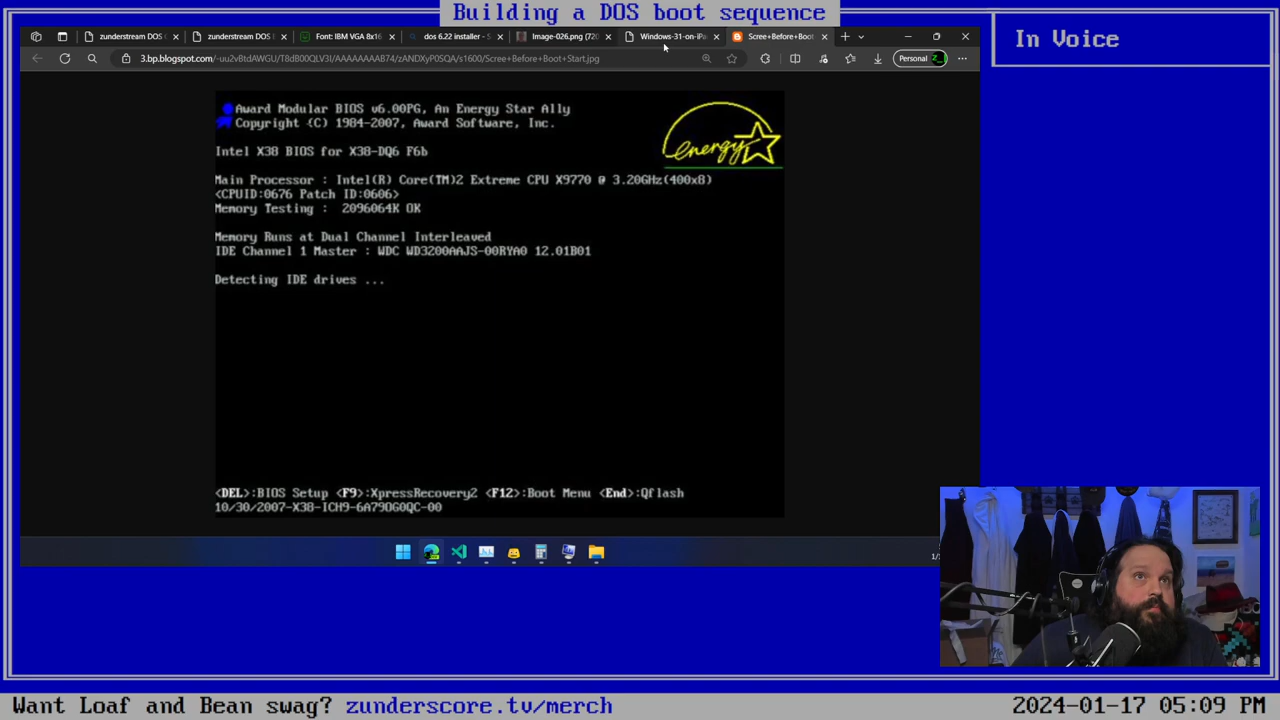 Building a DOS boot sequence
In Voice
zunderstream DOS
zunderstream DOS B
Font: IBM VGA 8x16
dos 6.22 installer - S
Image-026.png (720
Windows-31-on-iPa
Scree+Before+Boot
3.bp.blogspot.com/-uu2vBtdAWGU/T8dB00QLV3I/AAAAAAAAB74/zANDXyP0SQA/s1600/Scree+Before+Boot+Start.jpg
Personal
Award Modular BIOS v6.00PG, An Energy Star Ally
Copyright (C) 1984-2007, Award Software, Inc.
energy
Intel X38 BIOS for X38-DQ6 F6b
Main Processor : Intel(R) Core(TM)2 Extreme CPU X9770 @ 3.20GHz(400x8)
<CPUID:0676 Patch ID:0606>
Memory Testing : 2096064K OK
Memory Runs at Dual Channel Interleaved
IDE Channel 1 Master : WDC WD3200AAJS-00RYA0 12.01B01
Detecting IDE drives ...
<DEL>:BIOS Setup <F9>:XpressRecovery2 <F12>:Boot Menu <End>:Qflash
10/30/2007-X38-ICH9-6A790G0QC-00
1/
Want Loaf and Bean swag? zunderscore.tv/merch
2024-01-17 05:09 PM